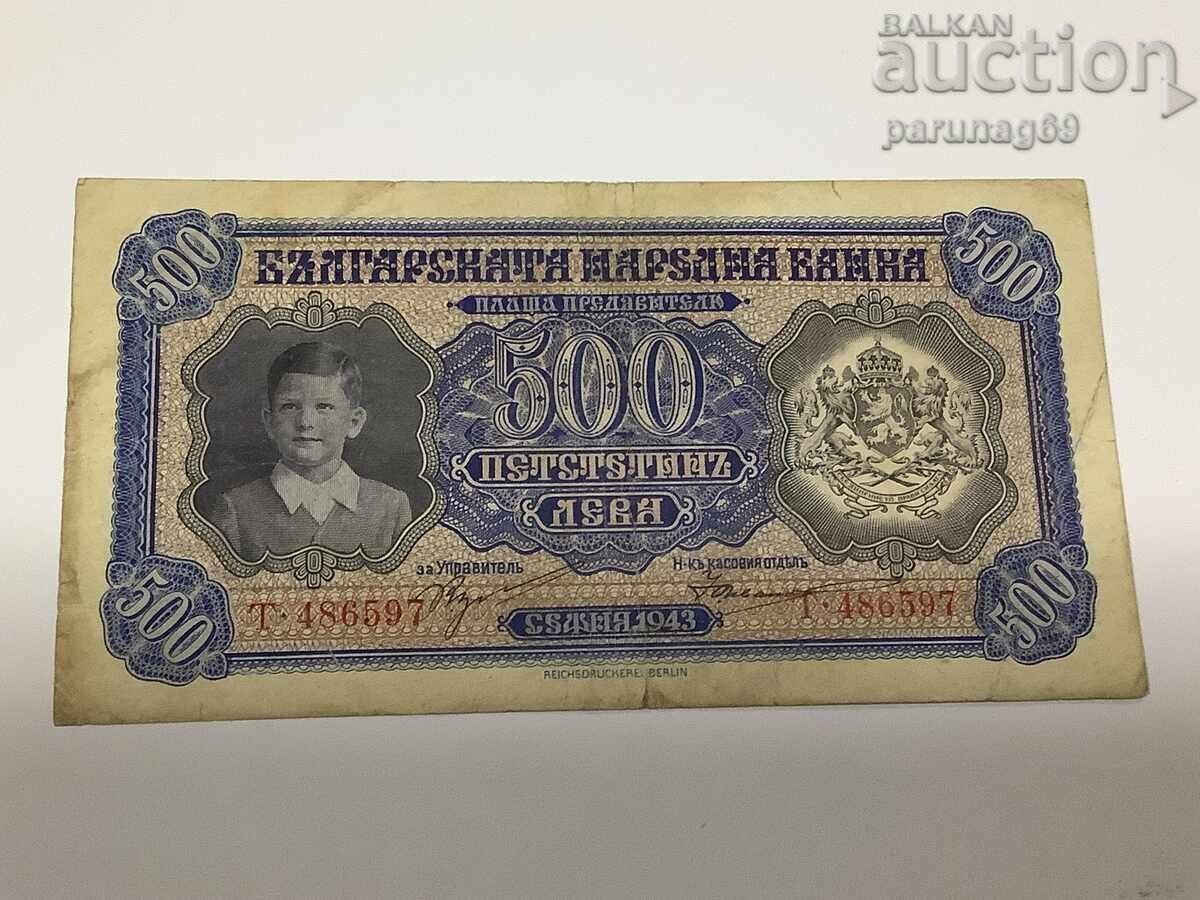 BALKAN
auction
parunag69
500 500
БЪЛГАРСКАТА НАРОДНА БАНКА
ПЛАЩА ПРЕДЯВИТЕЛЮ
500
ПЕТСТОТИНЪ
ЛЕВА
за Управитель Н-къ касовия отдѣлъ
Т·486597 Т·486597
СОФИЯ 1943
500 500
REICHSDRUCKEREI BERLIN